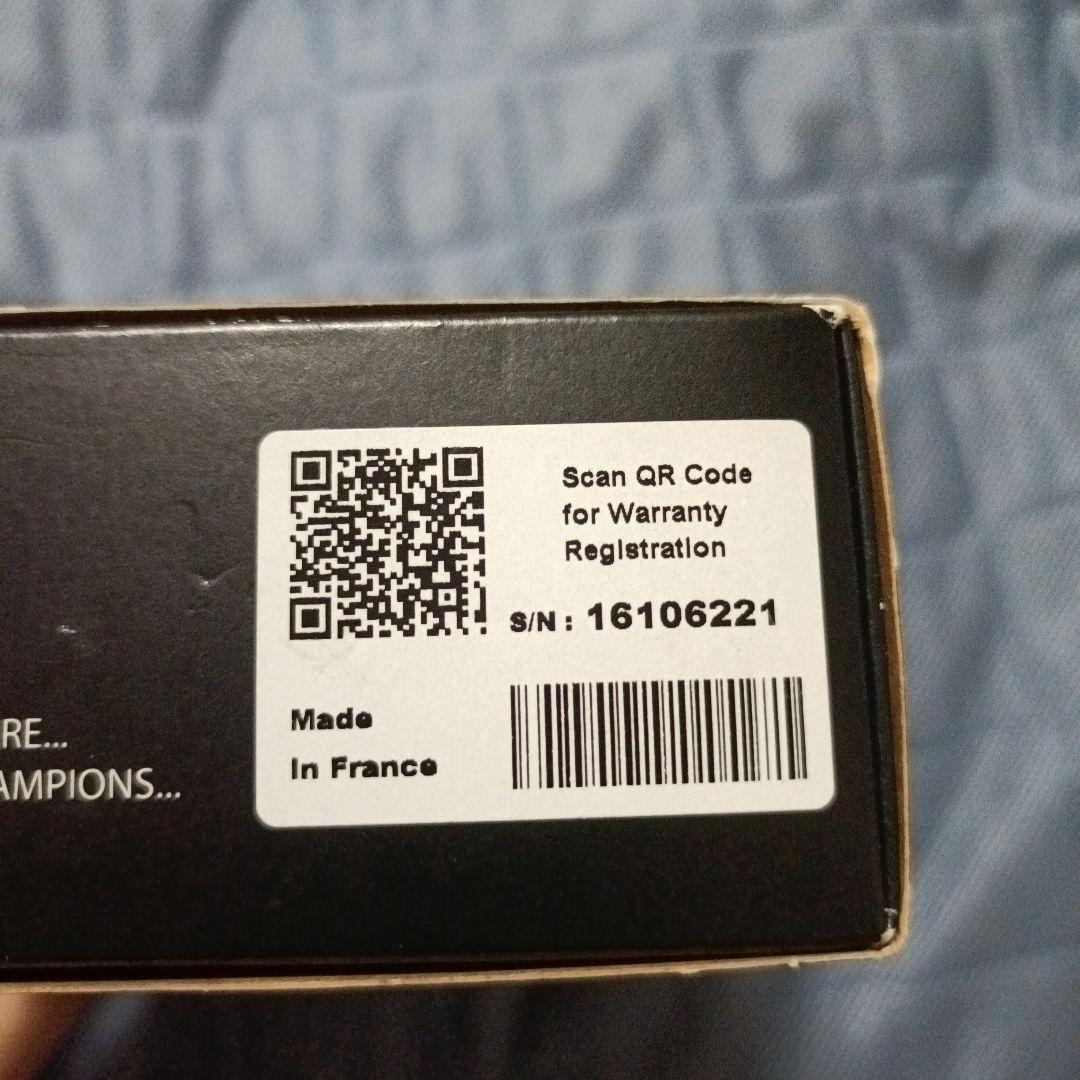 Scan QR Code
for Warranty
Registration
S/N : 16106221
Made
In France
RE...
AMPIONS...